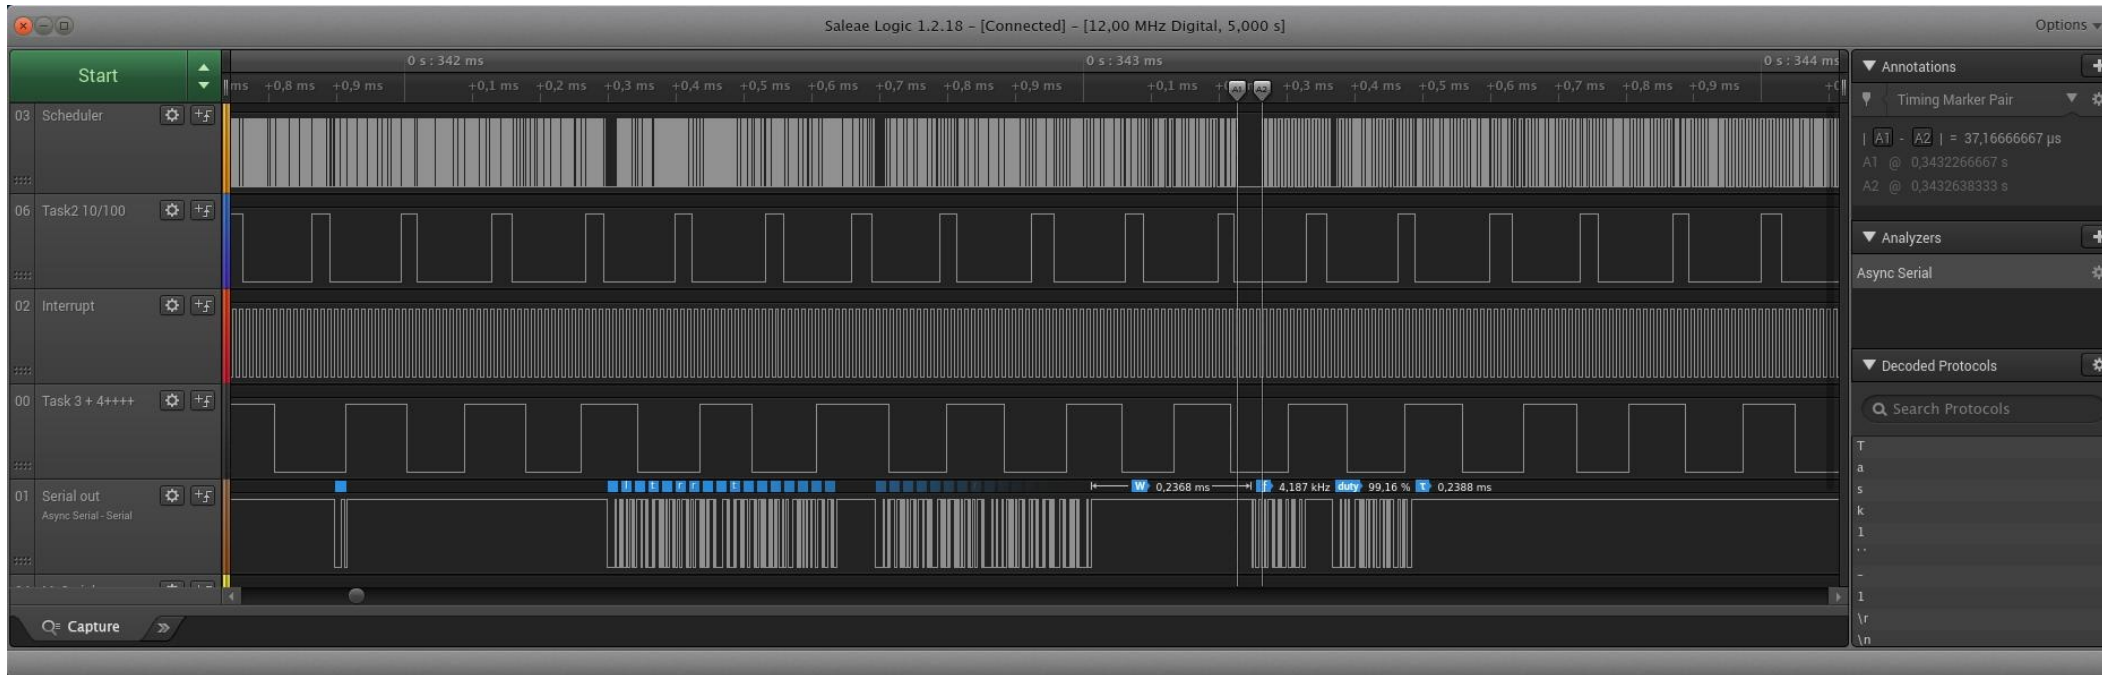 Saleae Logic 1.2.18 – [Connected] – [12,00 MHz Digital, 5,000 s]
Options
Start
0 s : 342 ms
0 s : 343 ms
0 s : 344 ms
ms +0,8 ms +0,9 ms +0,1 ms +0,2 ms +0,3 ms +0,4 ms +0,5 ms +0,6 ms +0,7 ms +0,8 ms +0,9 ms +0,1 ms A1 A2 +0,3 ms +0,4 ms +0,5 ms +0,6 ms +0,7 ms +0,8 ms +0,9 ms
03 Scheduler
06 Task2 10/100
02 Interrupt
00 Task 3 + 4++++
01 Serial out
Async Serial - Serial
l t r r t
W 0,2368 ms f 4,187 kHz duty 99,16 % T 0,2388 ms
Capture
Annotations
Timing Marker Pair
| A1 - A2 | = 37,16666667 µs
A1 @ 0,3432266667 s
A2 @ 0,3432638333 s
Analyzers
Async Serial
Decoded Protocols
Search Protocols
T
a
s
k
1
' '
-
1
\r
\n